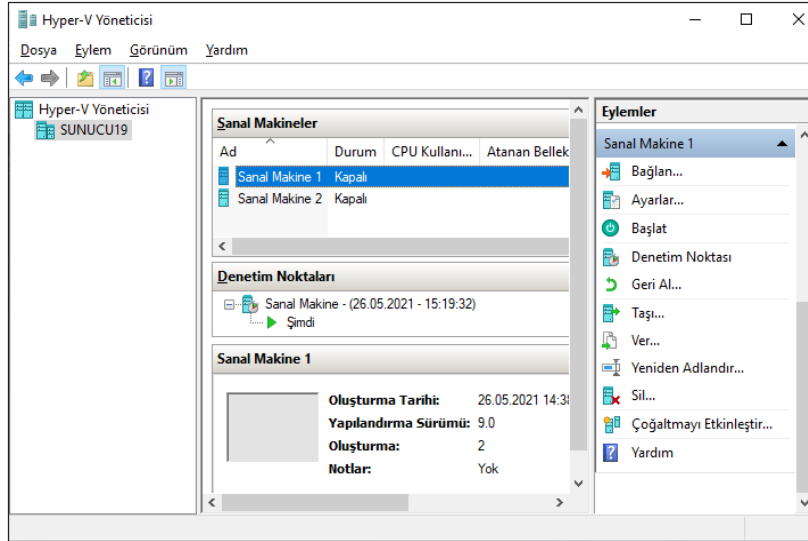 Hyper-V Yöneticisi
Dosya Eylem Görünüm Yardım
Hyper-V Yöneticisi
SUNUCU19
Sanal Makineler
Ad Durum CPU Kullanı... Atanan Bellek
Sanal Makine 1 Kapalı
Sanal Makine 2 Kapalı
Denetim Noktaları
Sanal Makine - (26.05.2021 - 15:19:32)
Şimdi
Sanal Makine 1
Oluşturma Tarihi: 26.05.2021 14:38
Yapılandırma Sürümü: 9.0
Oluşturma: 2
Notlar: Yok
Eylemler
Sanal Makine 1
Bağlan...
Ayarlar...
Başlat
Denetim Noktası
Geri Al...
Taşı...
Ver...
Yeniden Adlandır...
Sil...
Çoğaltmayı Etkinleştir...
Yardım